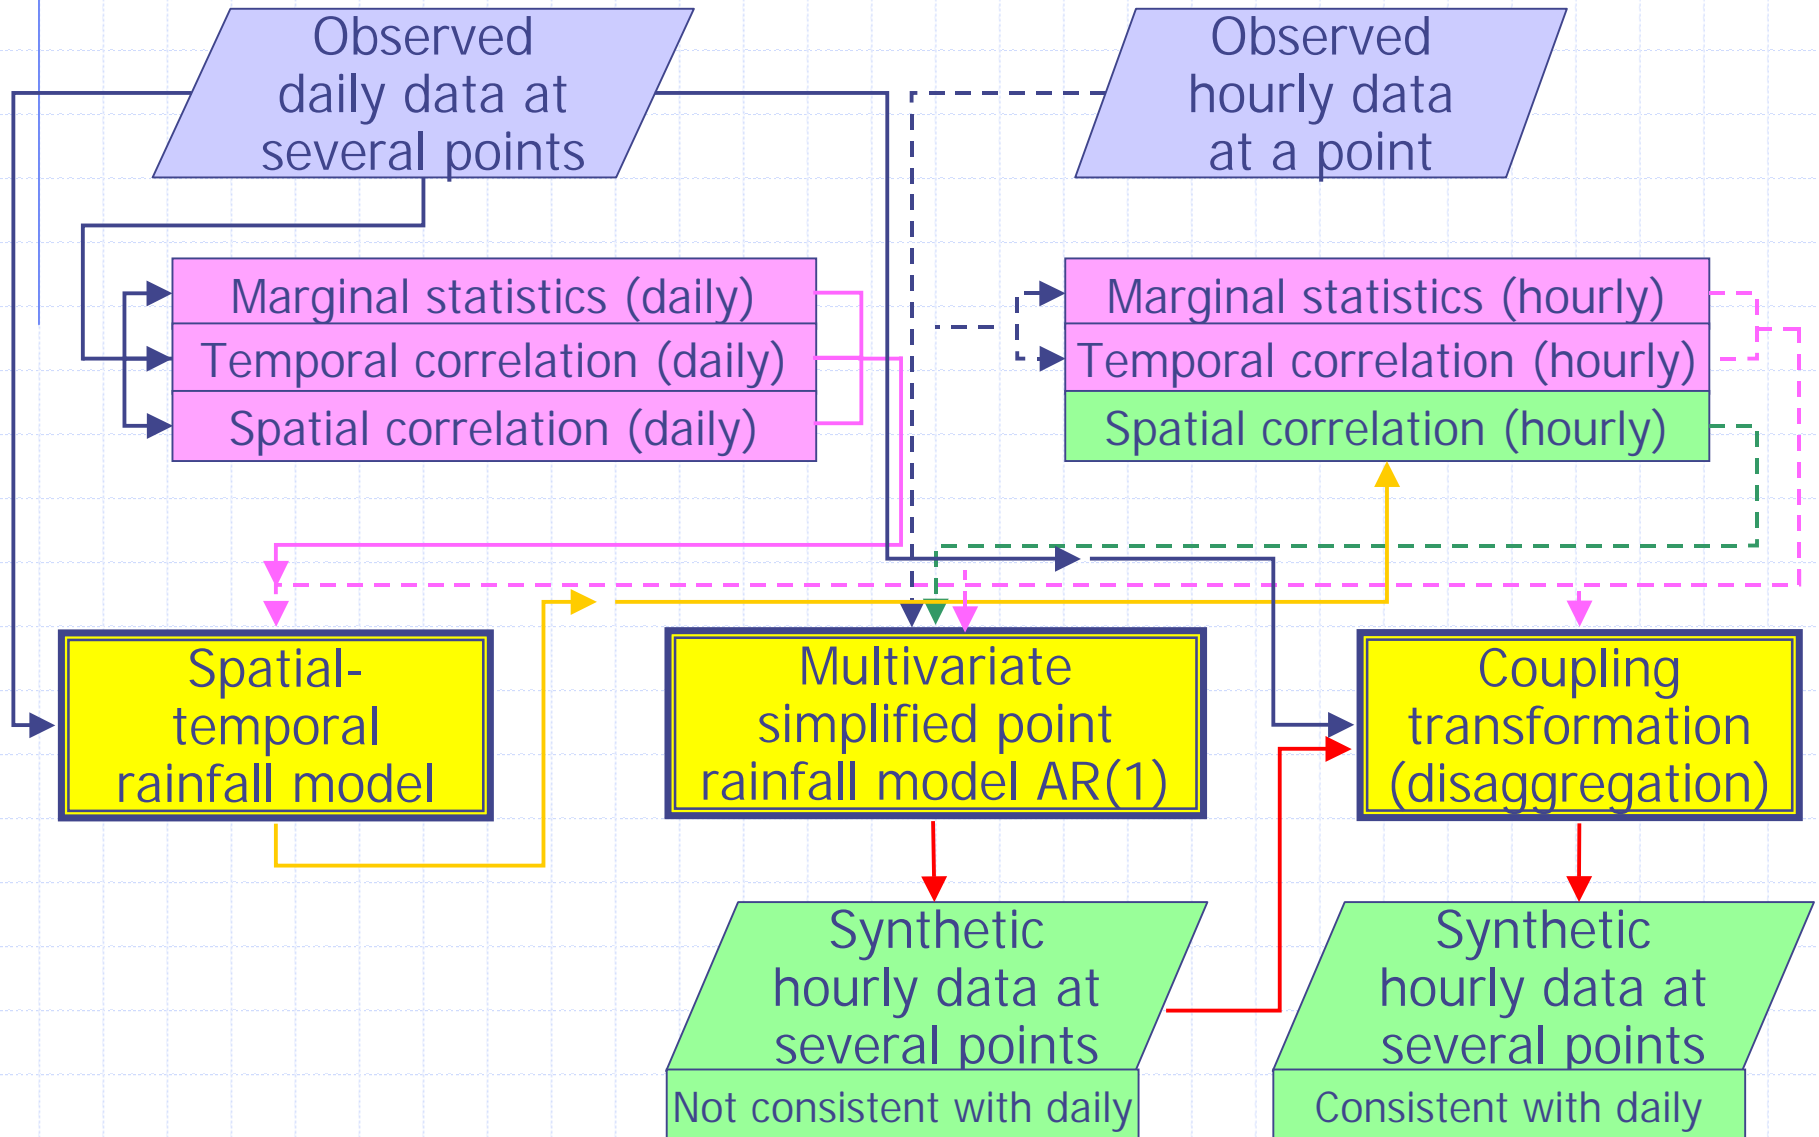 Observed
daily data at
several points
Observed
hourly data
at a point
Marginal statistics (daily)
Temporal correlation (daily)
Spatial correlation (daily)
Marginal statistics (hourly)
Temporal correlation (hourly)
Spatial correlation (hourly)
Spatial-
temporal
rainfall model
Multivariate
simplified point
rainfall model AR(1)
Coupling
transformation
(disaggregation)
Synthetic
hourly data at
several points
Not consistent with daily
Synthetic
hourly data at
several points
Consistent with daily